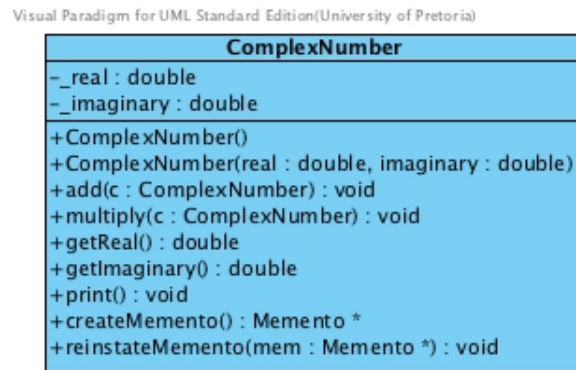 Visual Paradigm for UML Standard Edition(University of Pretoria)
ComplexNumber
-_real : double
-_imaginary : double
+ComplexNumber()
+ComplexNumber(real : double, imaginary : double)
+add(c : ComplexNumber) : void
+multiply(c : ComplexNumber) : void
+getReal() : double
+getImaginary() : double
+print() : void
+createMemento() : Memento *
+reinstateMemento(mem : Memento *) : void